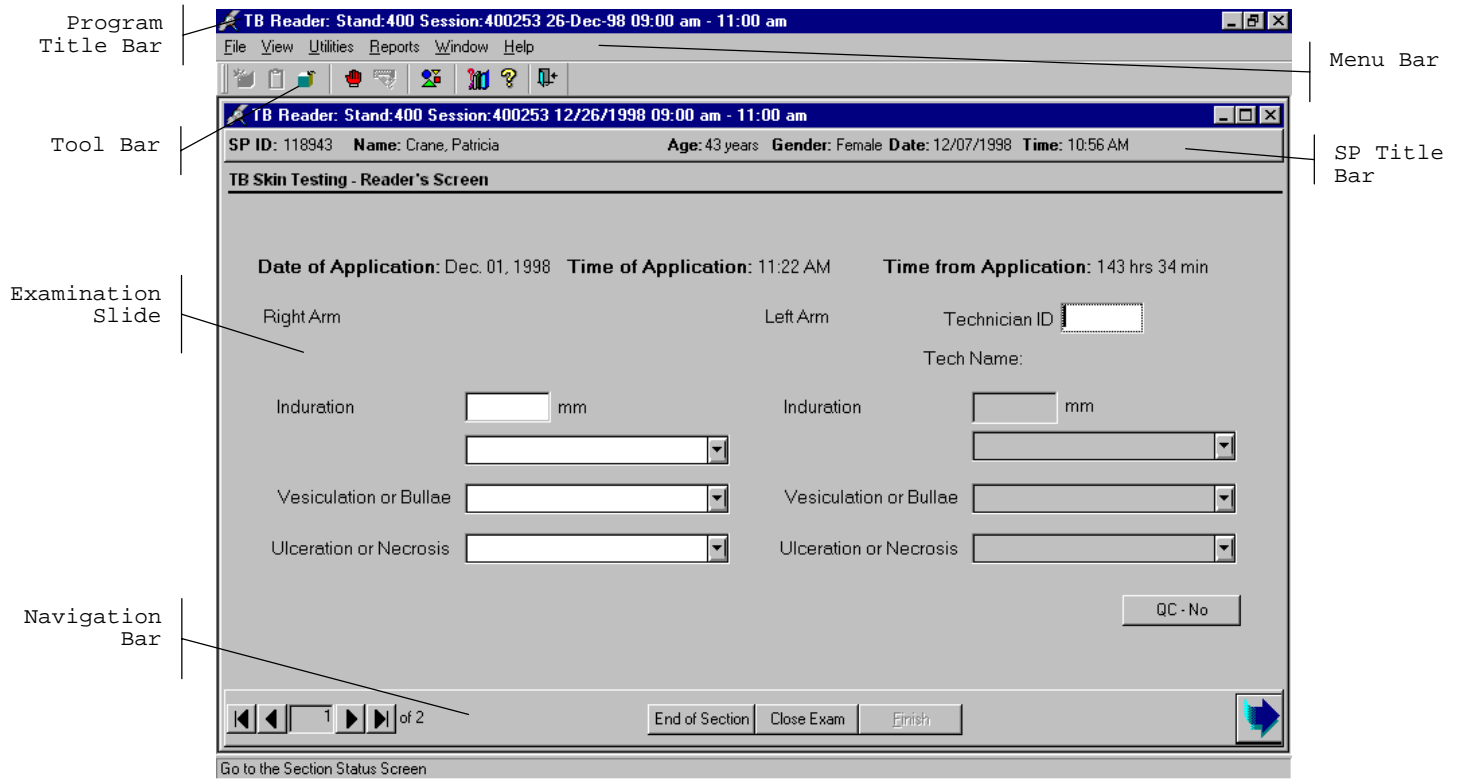 Program
Title Bar
TB Reader: Stand:400 Session:400253 26-Dec-98 09:00 am - 11:00 am
File View Utilities Reports Window Help
Menu Bar
Tool Bar
TB Reader: Stand:400 Session:400253 12/26/1998 09:00 am - 11:00 am
SP ID: 118943 Name: Crane, Patricia Age: 43 years Gender: Female Date: 12/07/1998 Time: 10:56 AM
SP Title
Bar
TB Skin Testing - Reader's Screen
Date of Application: Dec. 01, 1998 Time of Application: 11:22 AM Time from Application: 143 hrs 34 min
Examination
Slide
Right Arm Left Arm Technician ID
Tech Name:
Induration mm Induration mm
Vesiculation or Bullae Vesiculation or Bullae
Ulceration or Necrosis Ulceration or Necrosis
QC - No
Navigation
Bar
1 of 2 End of Section Close Exam Finish
Go to the Section Status Screen